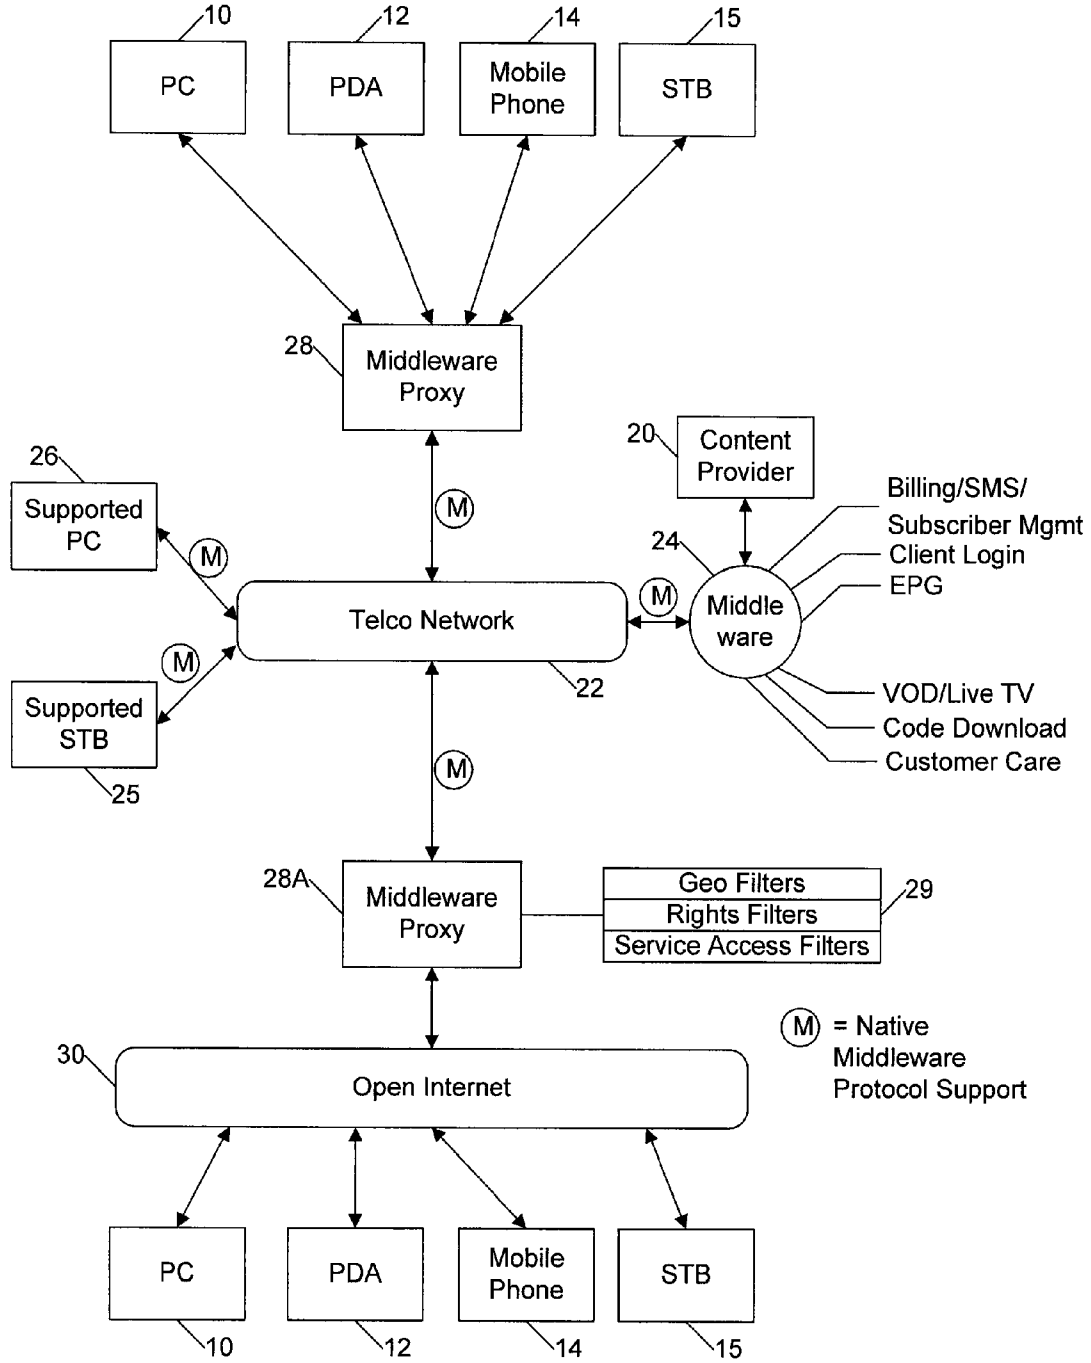 10
12
14
15
PC
PDA
Mobile
Phone
STB
28
Middleware
Proxy
20
Content
Provider
26
Supported
PC
M
M
Billing/SMS/
Subscriber Mgmt
Client Login
EPG
24
Middle
ware
M
Telco Network
22
M
Supported
STB
25
VOD/Live TV
Code Download
Customer Care
M
28A
Middleware
Proxy
Geo Filters
Rights Filters
Service Access Filters
29
M = Native
Middleware
Protocol Support
30
Open Internet
PC
PDA
Mobile
Phone
STB
10
12
14
15